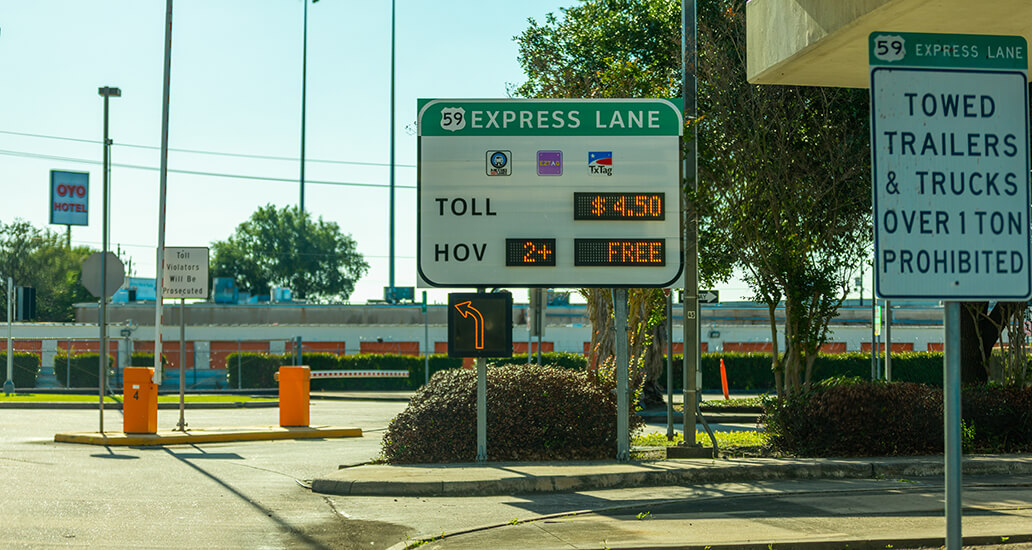 59 EXPRESS LANE
EZTAG
TxTag
TOLL $4.50
HOV 2+ FREE
59 EXPRESS LANE
TOWED
TRAILERS
& TRUCKS
OVER 1 TON
PROHIBITED
OYO
HOTEL
Toll
Violators
Will Be
Prosecuted
4